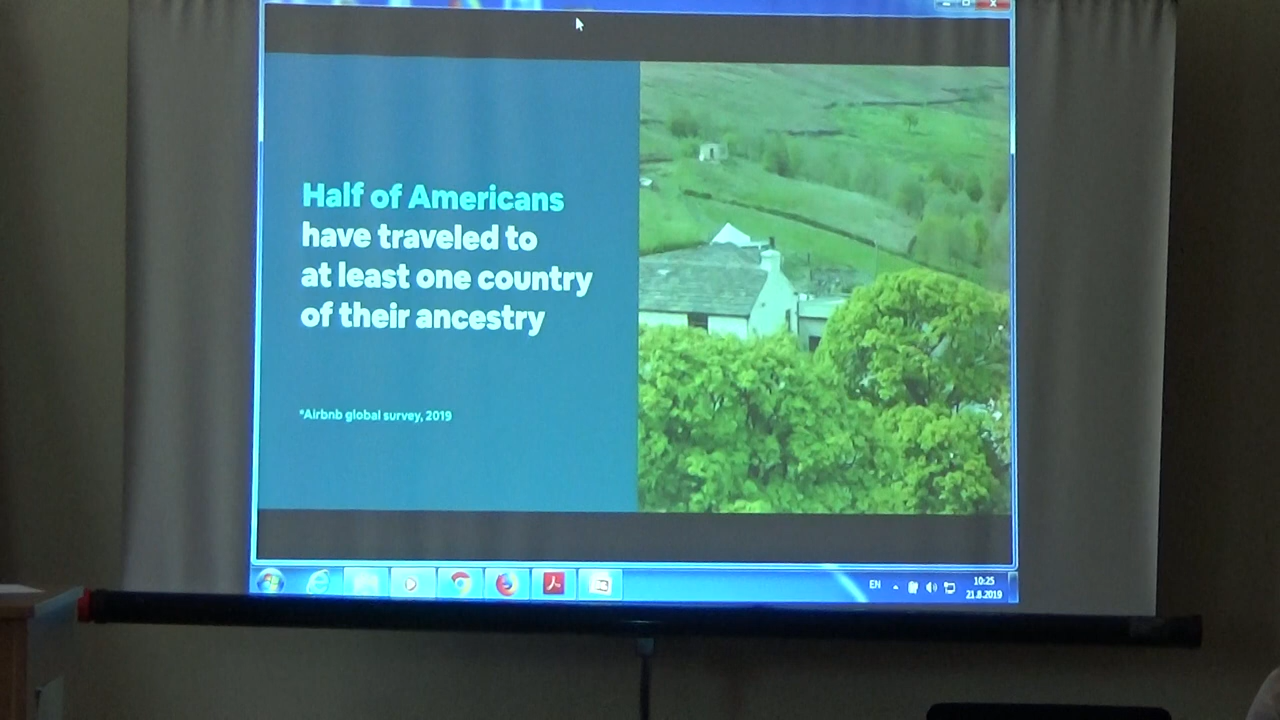 Half of Americans
have traveled to
at least one country
of their ancestry
*Airbnb global survey, 2019
EN
10:25
21.8.2019